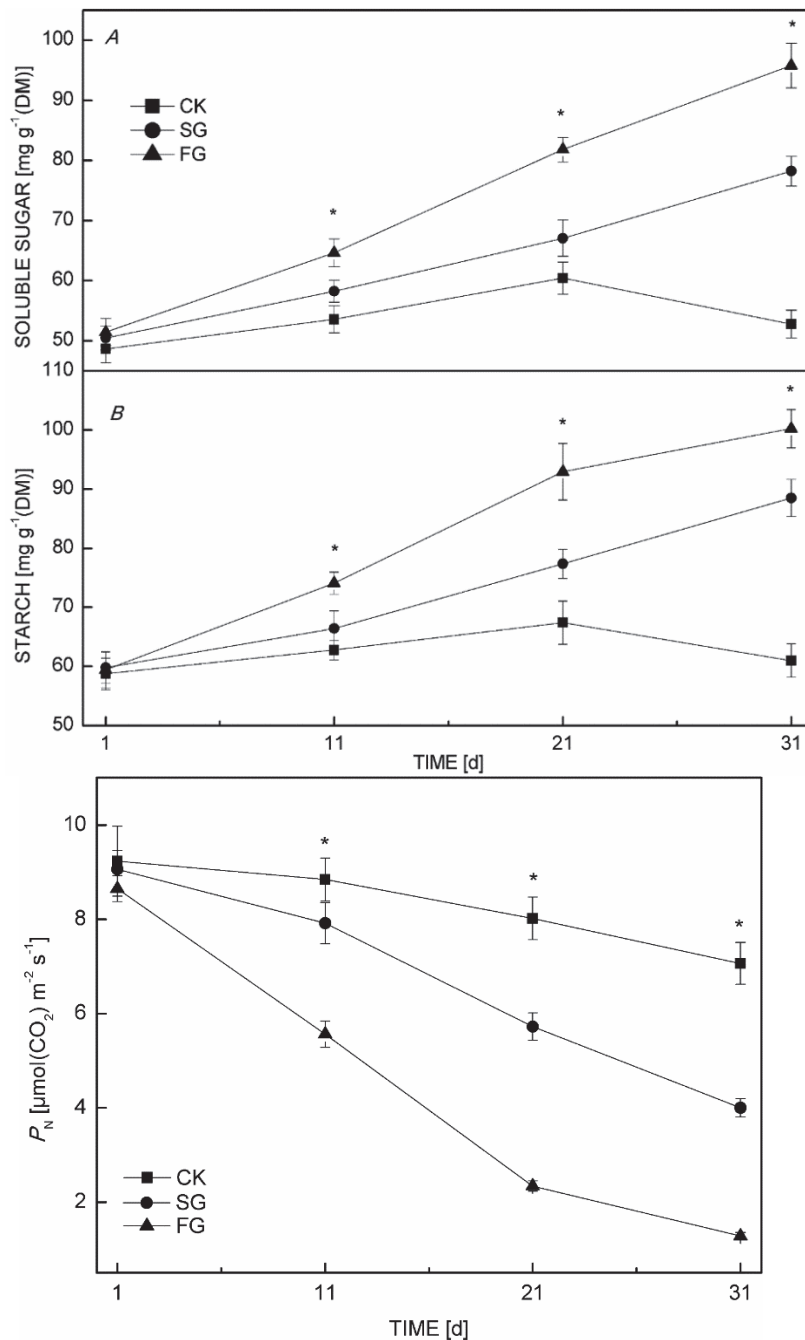 A
*
100
*
90
CK
SG
FG
80
*
70
60
50
SOLUBLE SUGAR [mg g⁻¹(DM)]
110
B
*
*
100
90
*
80
70
60
50
STARCH [mg g⁻¹(DM)]
1
11
21
31
TIME [d]
10
*
*
*
8
6
4
2
CK
SG
FG
P_N [µmol(CO₂) m⁻² s⁻¹]
1
11
21
31
TIME [d]